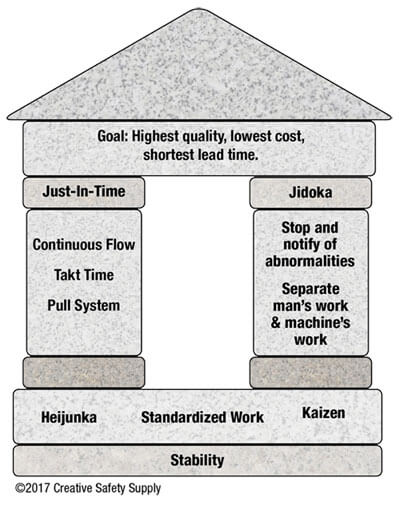 Goal: Highest quality, lowest cost,
shortest lead time.
Just-In-Time
Jidoka
Continuous Flow
Takt Time
Pull System
Stop and
notify of
abnormalities
Separate
man's work
& machine's
work
Heijunka
Standardized Work
Kaizen
Stability
©2017 Creative Safety Supply